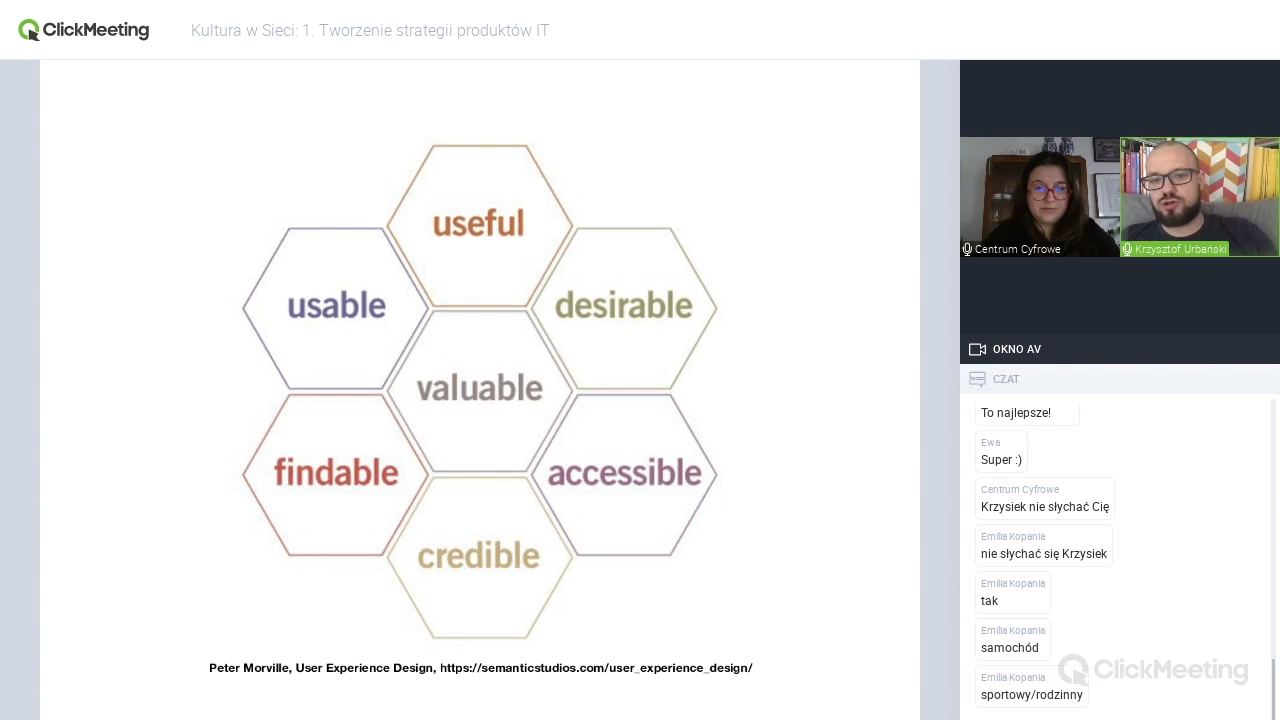 ClickMeeting
Kultura w Sieci: 1. Tworzenie strategii produktów IT
useful
usable
desirable
valuable
findable
accessible
credible
Peter Morville, User Experience Design, https://semanticstudios.com/user_experience_design/
Centrum Cyfrowe
Krzysztof Urbański
OKNO AV
CZAT
To najlepsze!
Ewa
Super :)
Centrum Cyfrowe
Krzysiek nie słychać Cię
Emilia Kopania
nie słychać się Krzysiek
Emilia Kopania
tak
Emilia Kopania
samochód
Emilia Kopania
sportowy/rodzinny
ClickMeeting